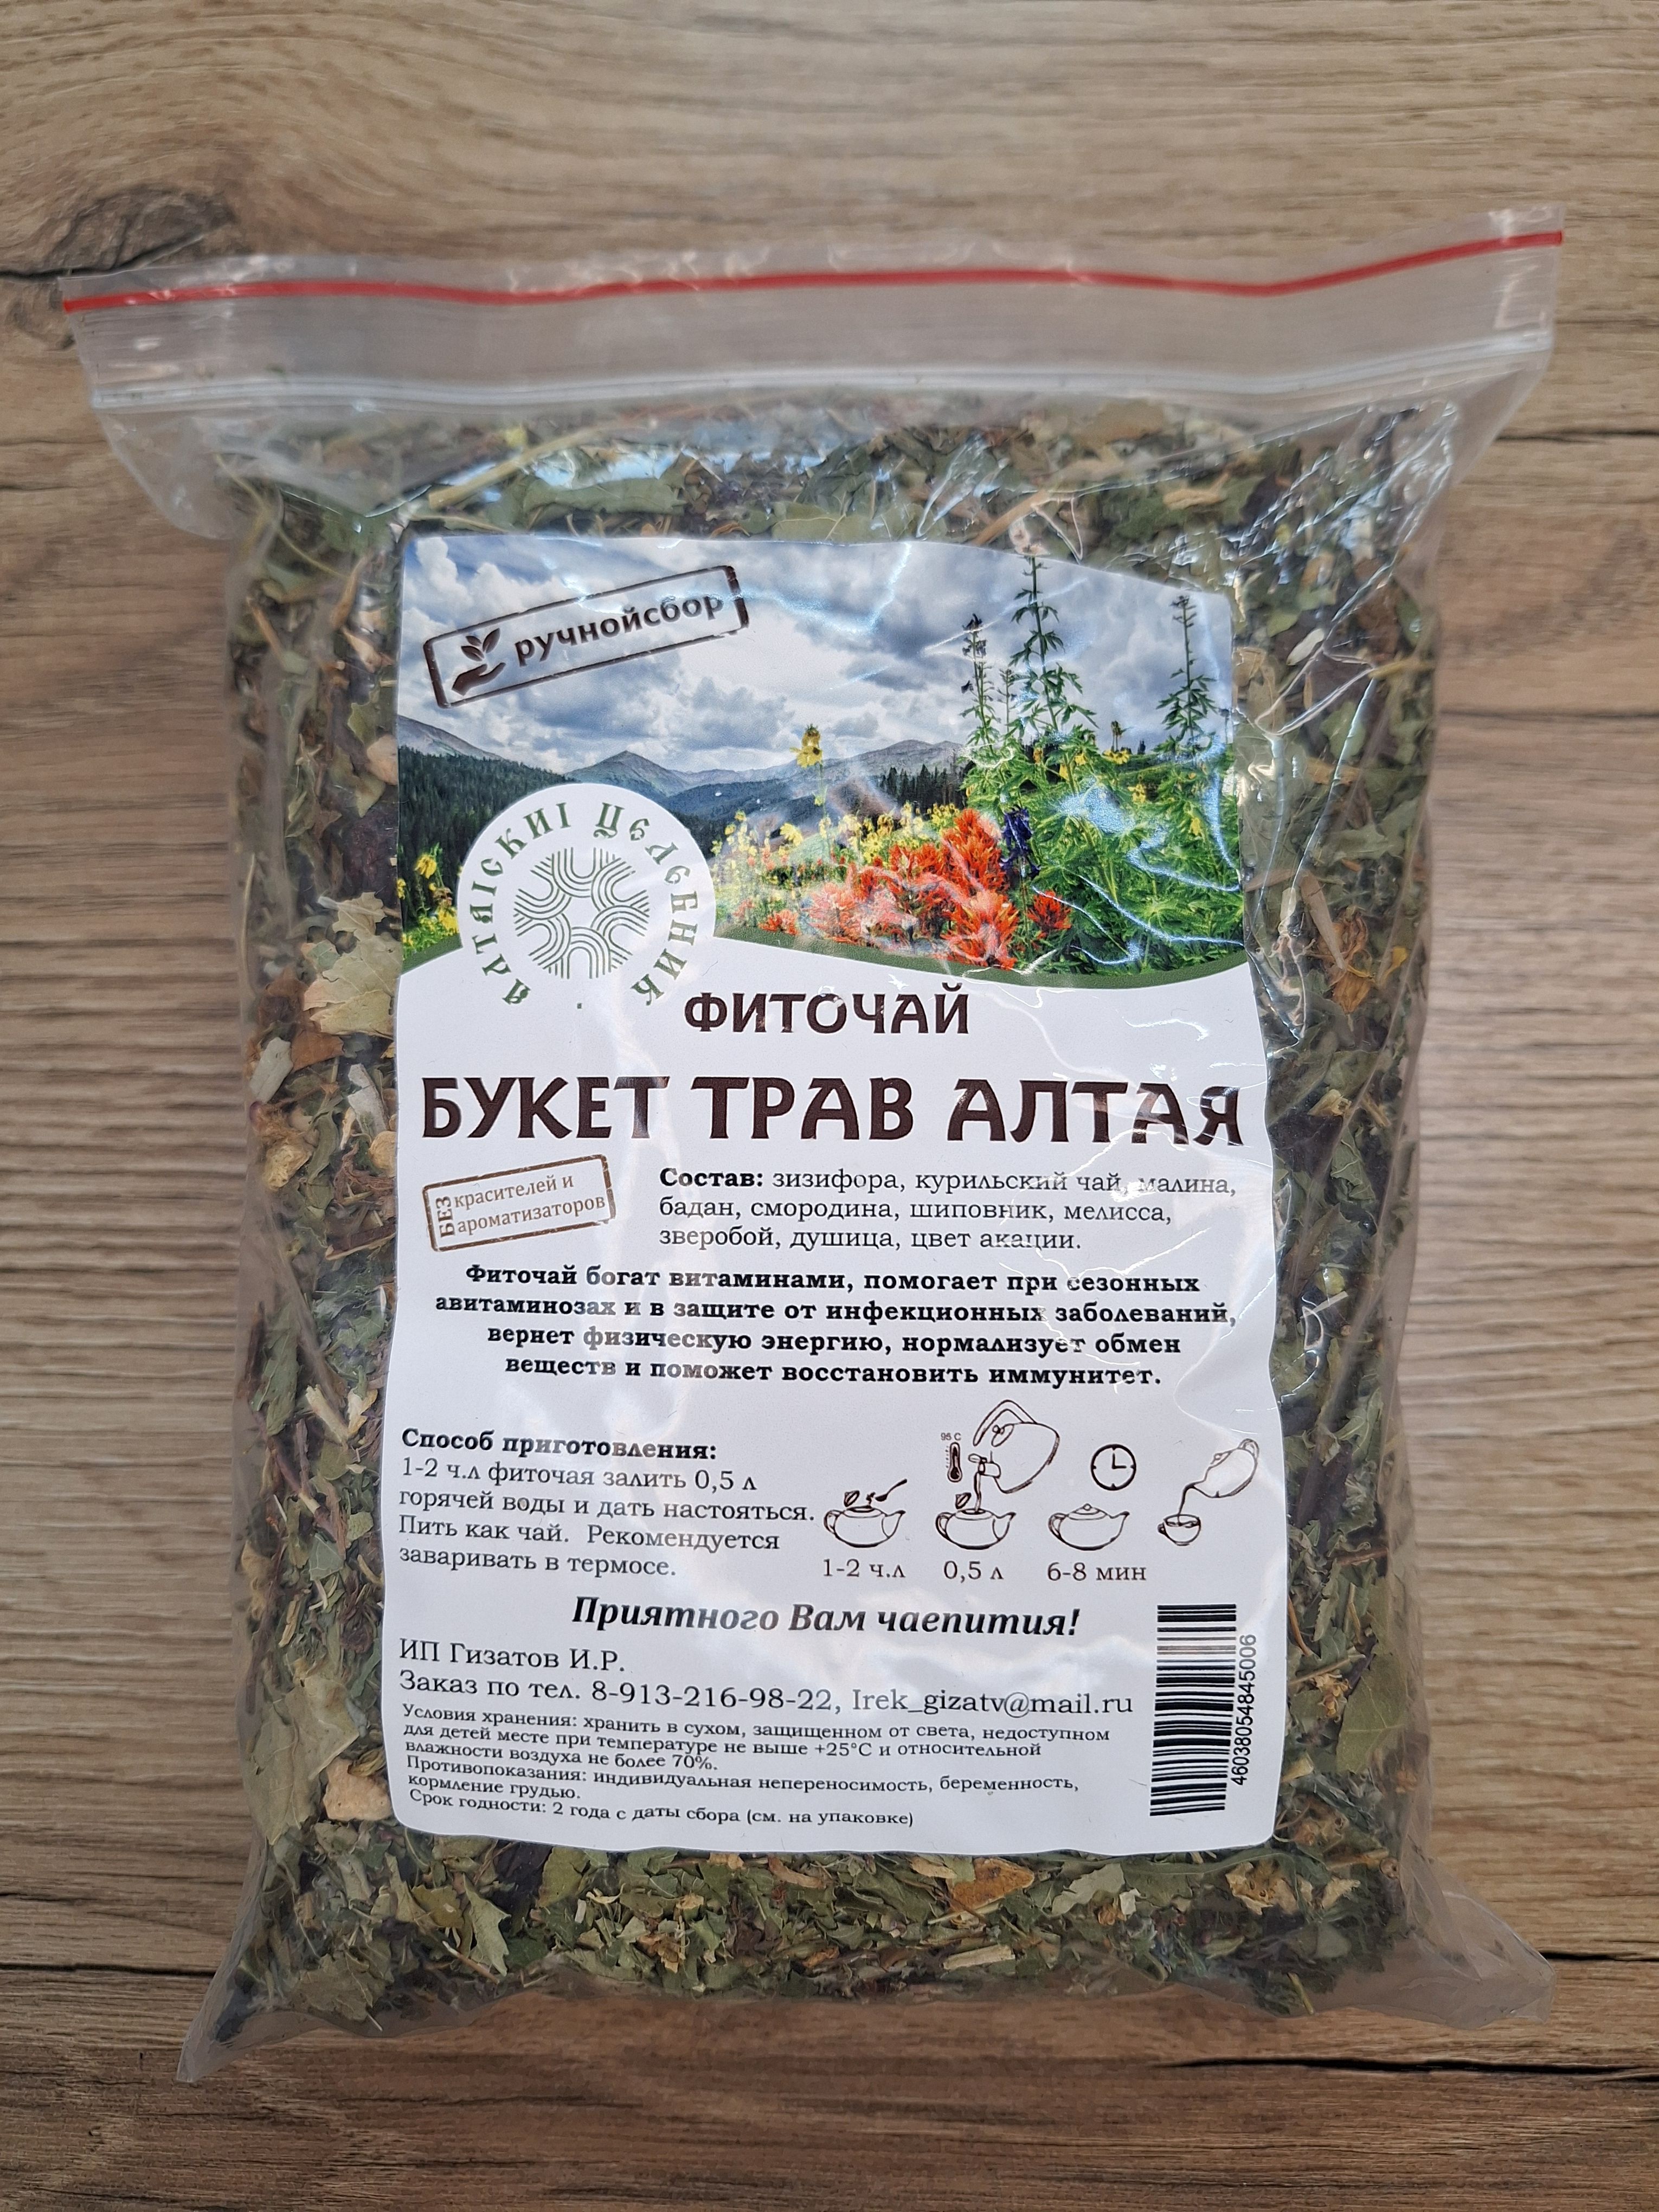 ручнойсбор
АЛТАЙСКИЙ ЦЕЛЕБНИК
ФИТОЧАЙ
БУКЕТ ТРАВ АЛТАЯ
БЕЗ красителей и
ароматизаторов
Состав: зизифора, курильский чай, малина,
бадан, смородина, шиповник, мелисса,
зверобой, душица, цвет акации.
Фиточай богат витаминами, помогает при сезонных
авитаминозах и в защите от инфекционных заболеваний,
вернет физическую энергию, нормализует обмен
веществ и поможет восстановить иммунитет.
Способ приготовления:
1-2 ч.л фиточая залить 0,5 л
горячей воды и дать настояться.
Пить как чай. Рекомендуется
заваривать в термосе.
95 C
1-2 ч.л 0,5 л 6-8 мин
Приятного Вам чаепития!
ИП Гизатов И.Р.
Заказ по тел. 8-913-216-98-22, Irek_gizatv@mail.ru
Условия хранения: хранить в сухом, защищенном от света, недоступном
для детей месте при температуре не выше +25°С и относительной
влажности воздуха не более 70%.
Противопоказания: индивидуальная непереносимость, беременность,
кормление грудью.
Срок годности: 2 года с даты сбора (см. на упаковке)
4603805484506